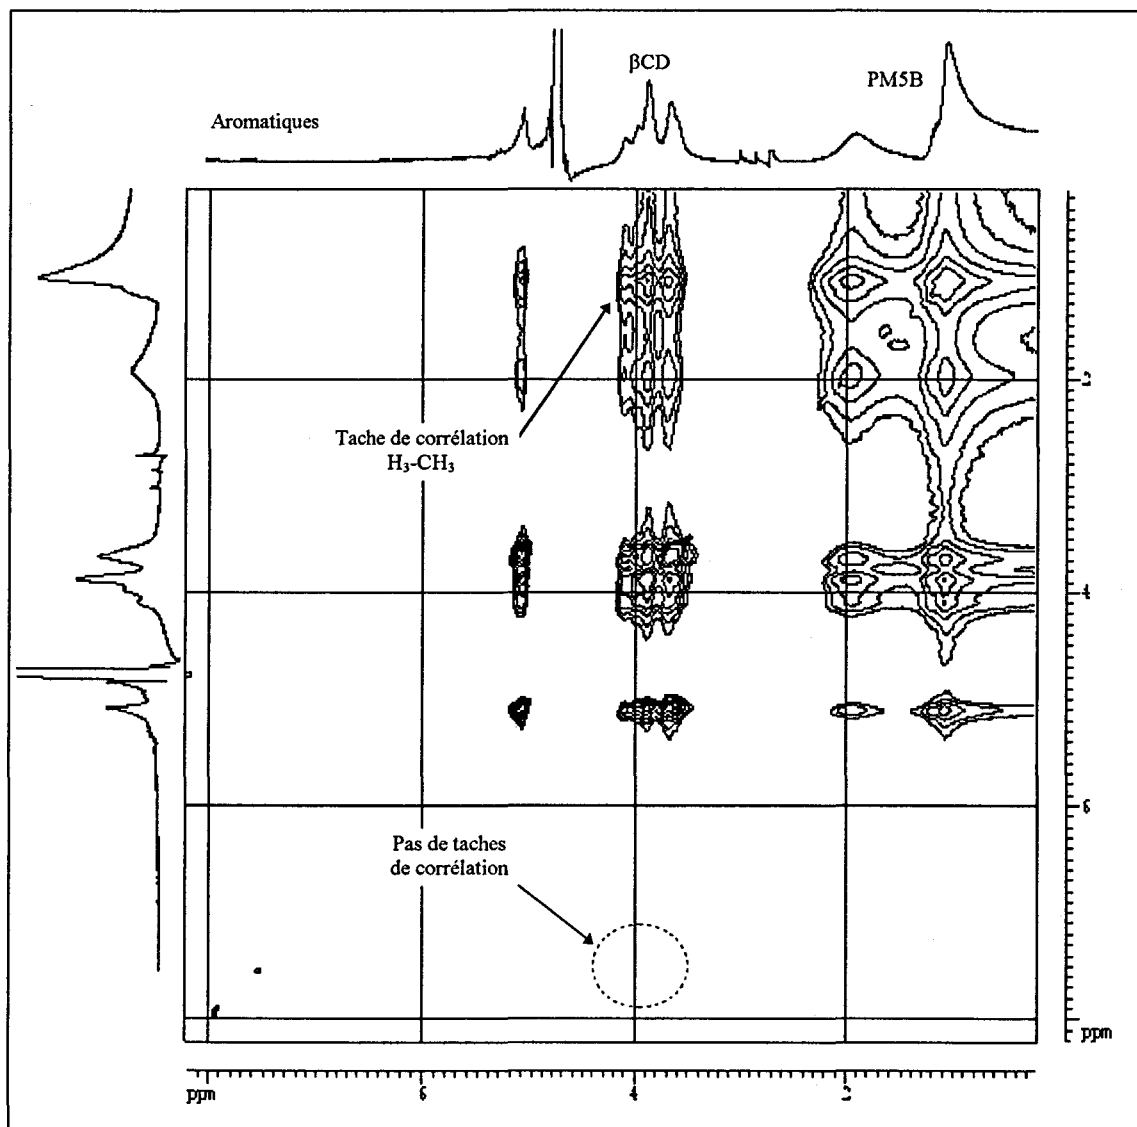 βCD
PM5B
Aromatiques
Tache de corrélation
H₃-CH₃
2
4
6
ppm
Pas de taches
de corrélation
ppm
6
4
2